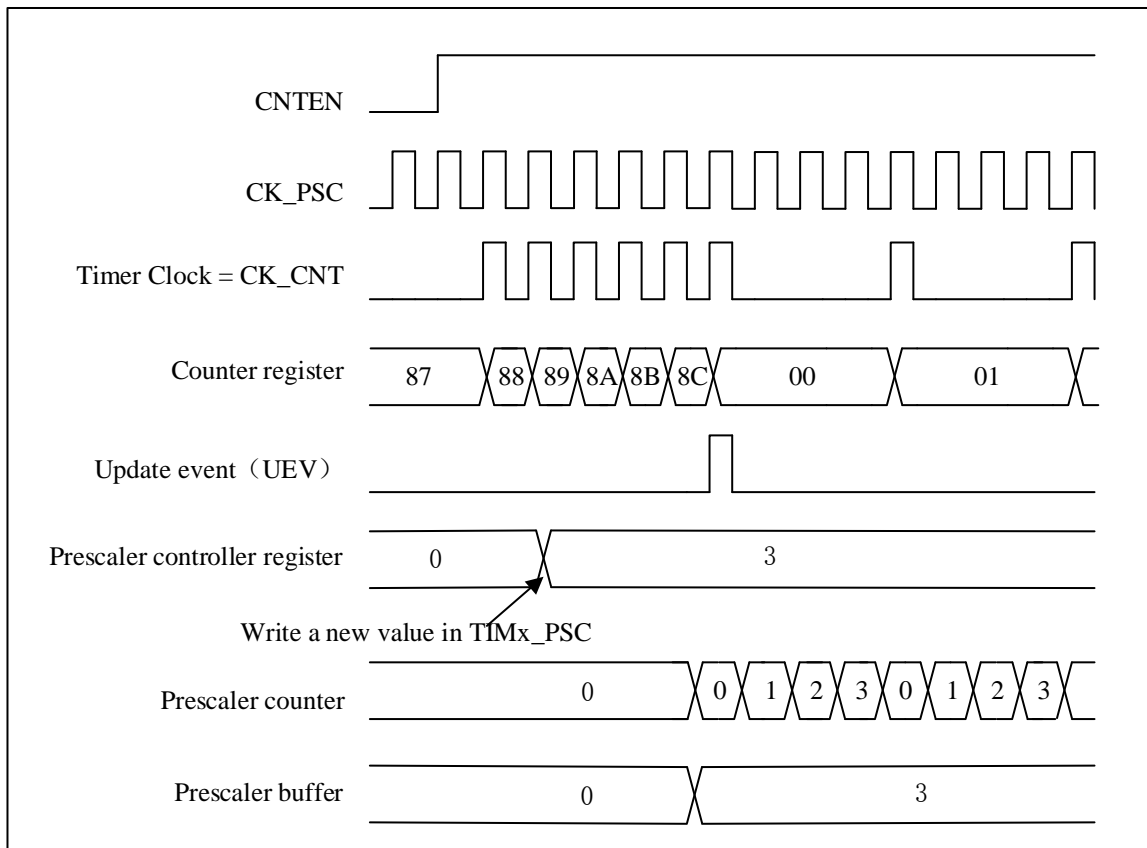 CNTEN
CK_PSC
Timer Clock = CK_CNT
Counter register
87 88 89 8A 8B 8C 00 01
Update event（UEV）
Prescaler controller register
0 3
Write a new value in TIMx_PSC
Prescaler counter
0 0 1 2 3 0 1 2 3
Prescaler buffer
0 3